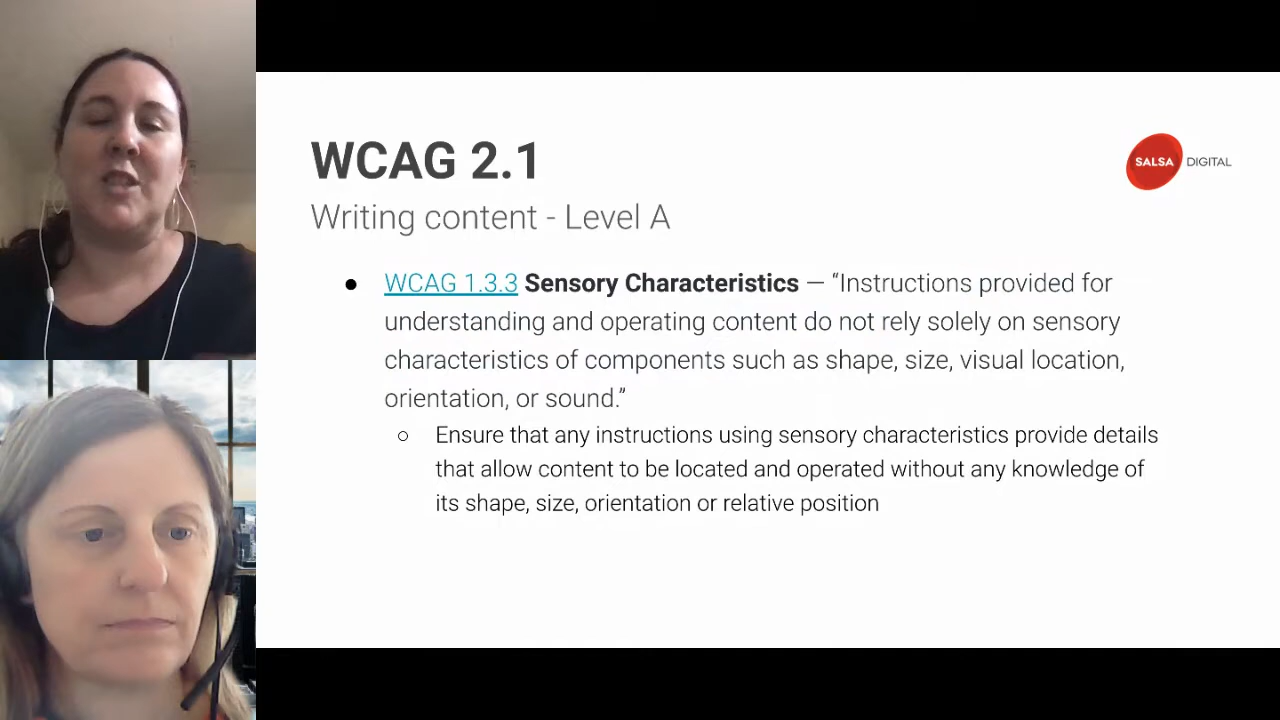 WCAG 2.1
SALSA DIGITAL
Writing content - Level A
● WCAG 1.3.3 Sensory Characteristics — “Instructions provided for
understanding and operating content do not rely solely on sensory
characteristics of components such as shape, size, visual location,
orientation, or sound.”
○ Ensure that any instructions using sensory characteristics provide details
that allow content to be located and operated without any knowledge of
its shape, size, orientation or relative position